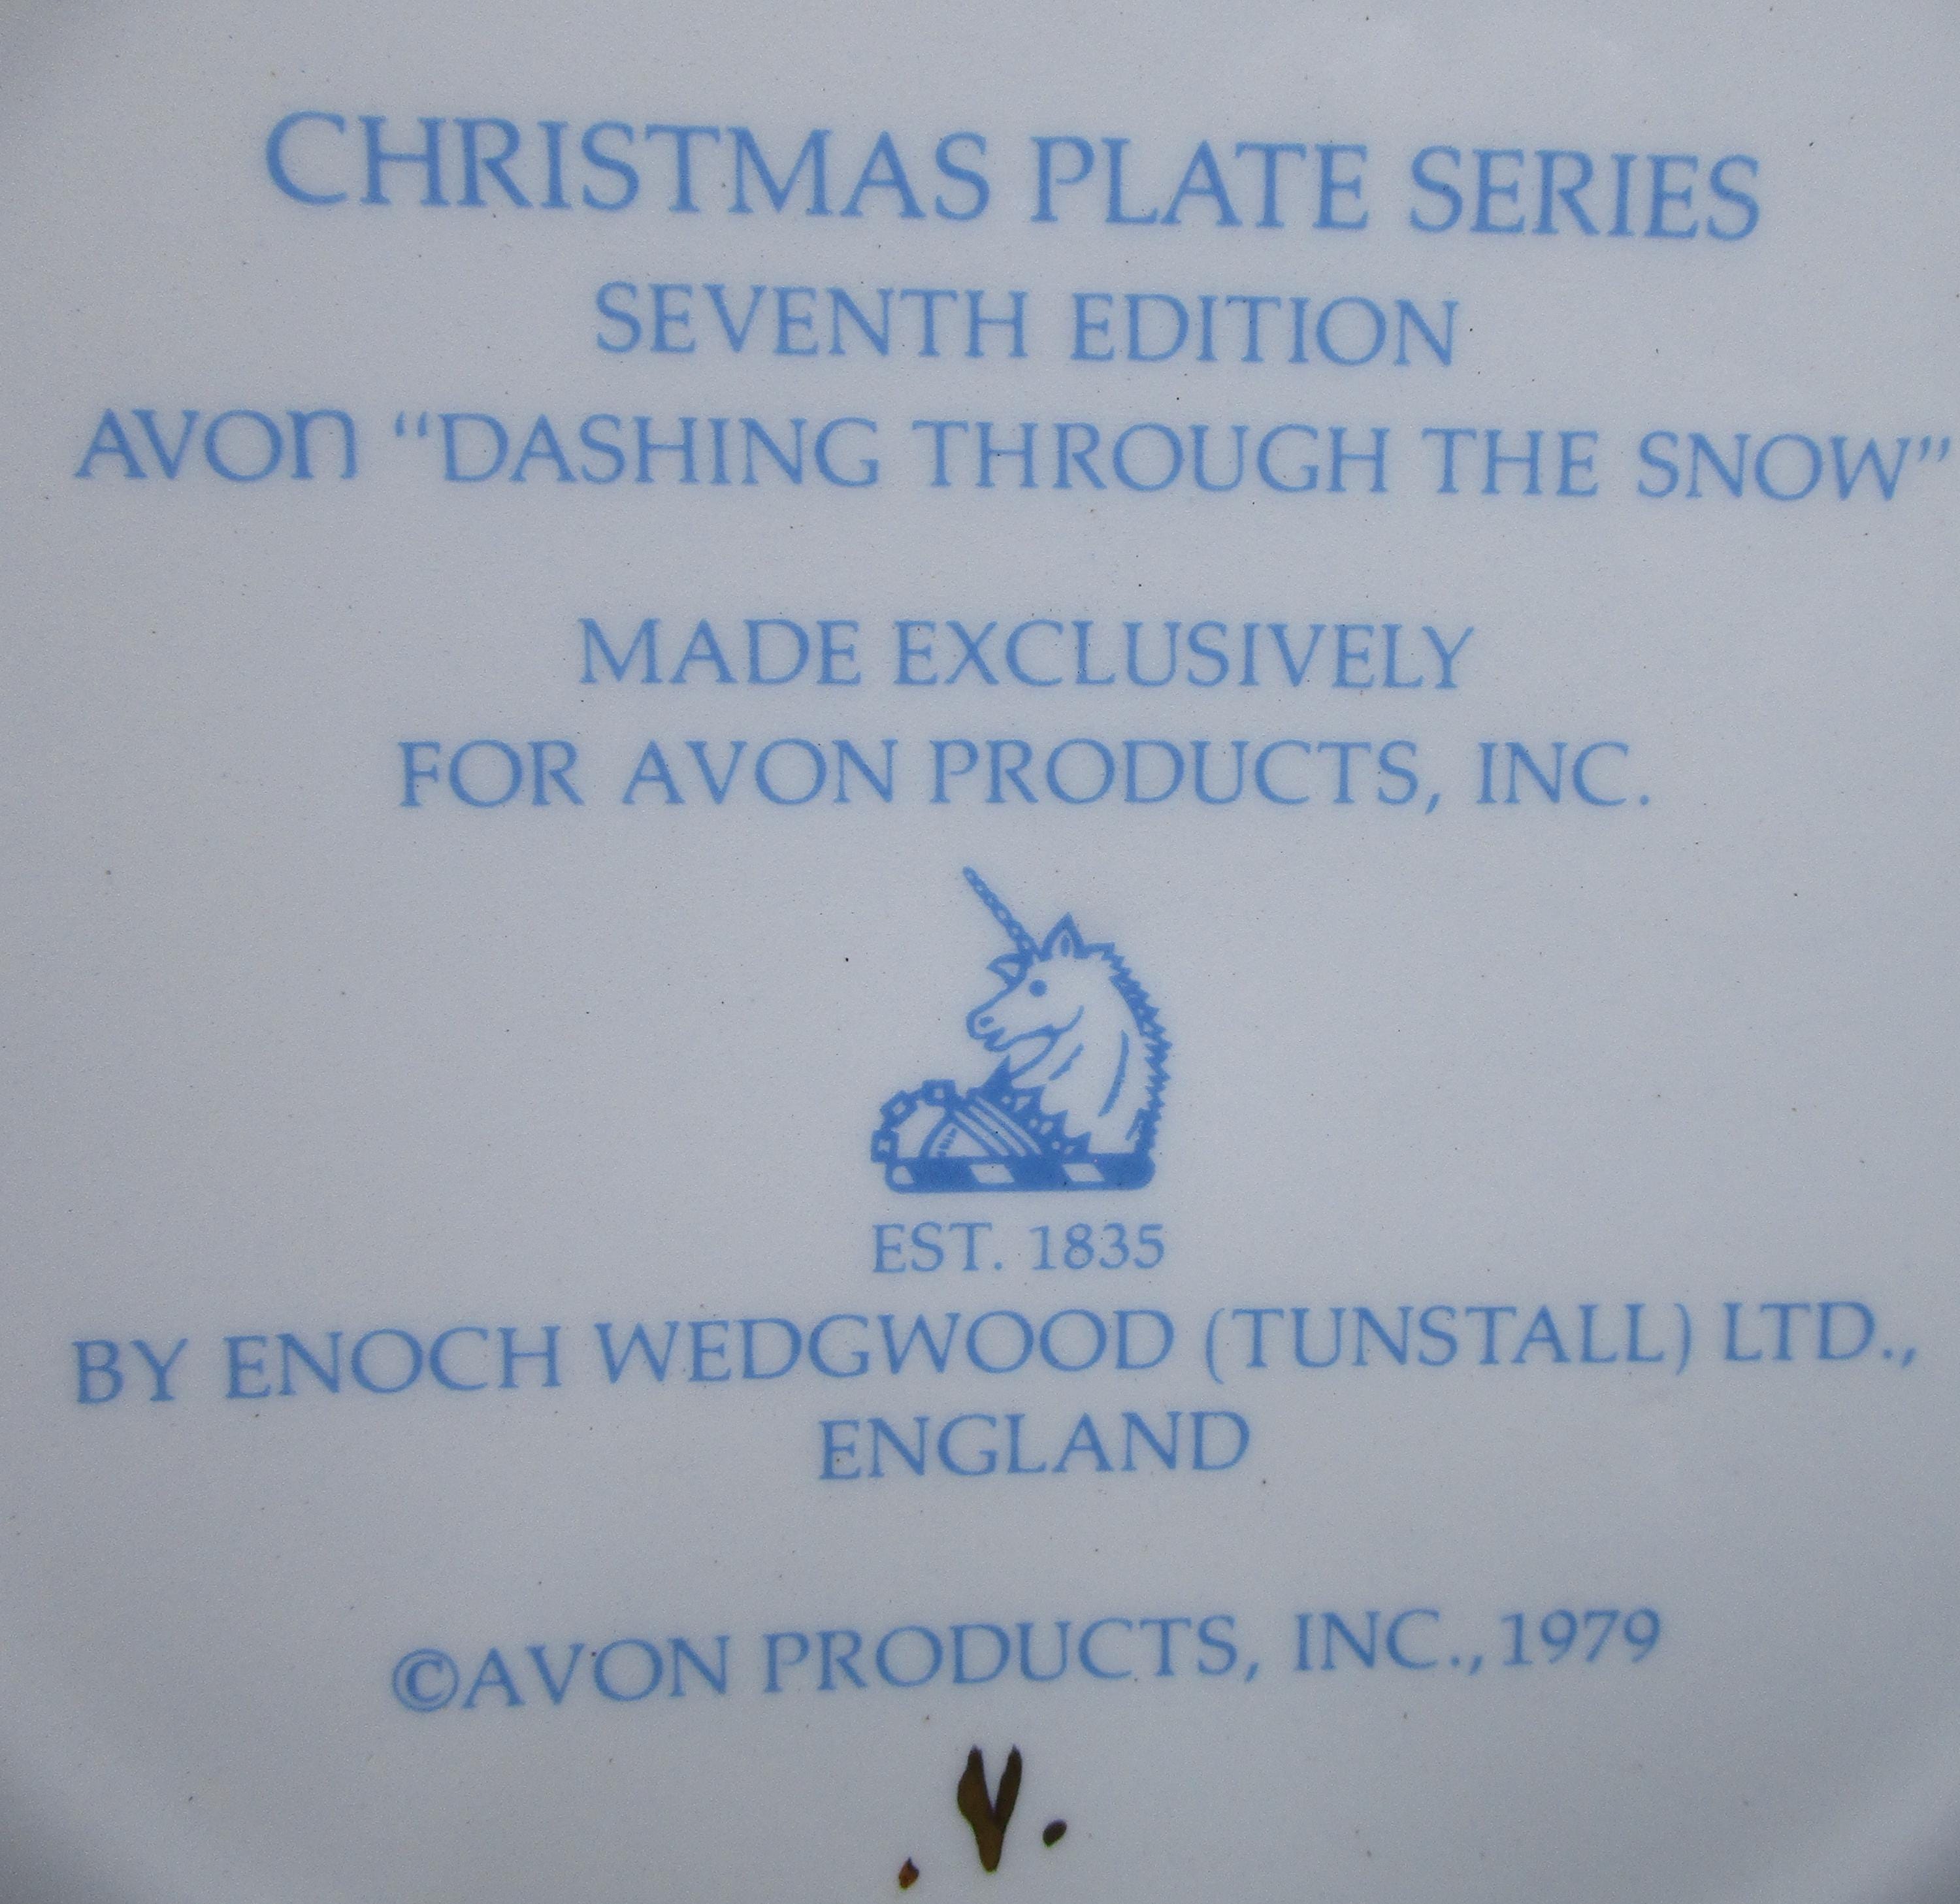 CHRISTMAS PLATE SERIES
SEVENTH EDITION
AVON “DASHING THROUGH THE SNOW”
MADE EXCLUSIVELY
FOR AVON PRODUCTS, INC.
EST. 1835
BY ENOCH WEDGWOOD (TUNSTALL) LTD.,
ENGLAND
©AVON PRODUCTS, INC., 1979
.V.